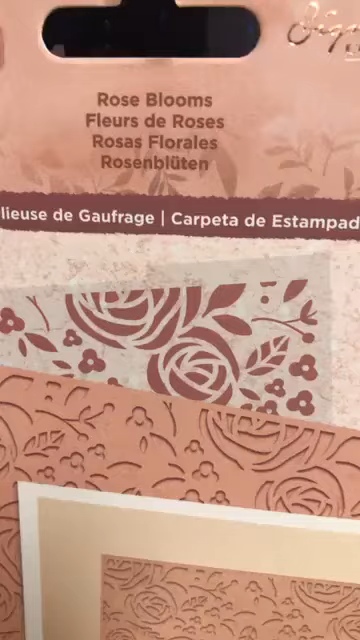 Rose Blooms
Fleurs de Roses
Rosas Florales
Rosenblüten
lieuse de Gaufrage | Carpeta de Estampad